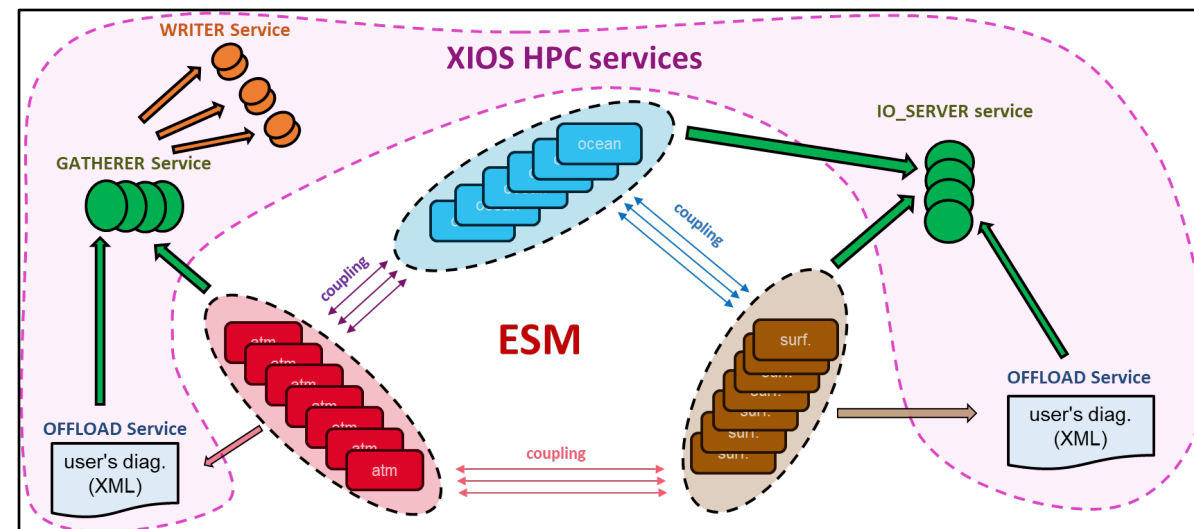 WRITER Service
XIOS HPC services
IO_SERVER service
GATHERER Service
ocean
ocean
coupling
coupling
ESM
atm
atm
atm
atm
atm
atm
atm
surf.
surf.
surf.
surf.
surf.
OFFLOAD Service
user's diag.
(XML)
OFFLOAD Service
user's diag.
(XML)
coupling